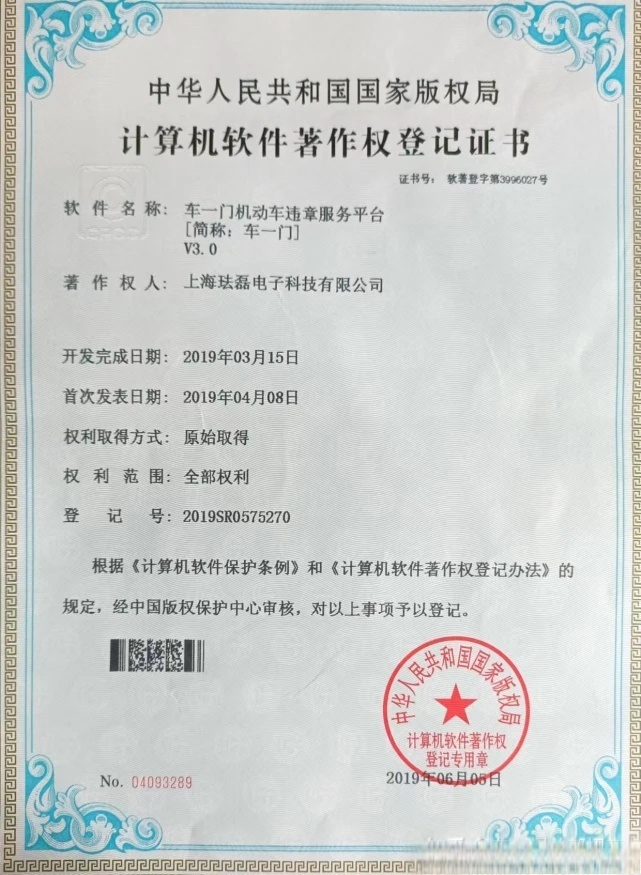 中华人民共和国国家版权局
计算机软件著作权登记证书
证书号： 软著登字第3996027号
软件名称： 车一门机动车违章服务平台
[简称：车一门]
V3.0
著作权人： 上海珐磊电子科技有限公司
开发完成日期： 2019年03月15日
首次发表日期： 2019年04月08日
权利取得方式： 原始取得
权利范围： 全部权利
登记号： 2019SR0575270
根据《计算机软件保护条例》和《计算机软件著作权登记办法》的
规定，经中国版权保护中心审核，对以上事项予以登记。
中华人民共和国国家版权局
计算机软件著作权
登记专用章
No. 04093289
2019年06月05日